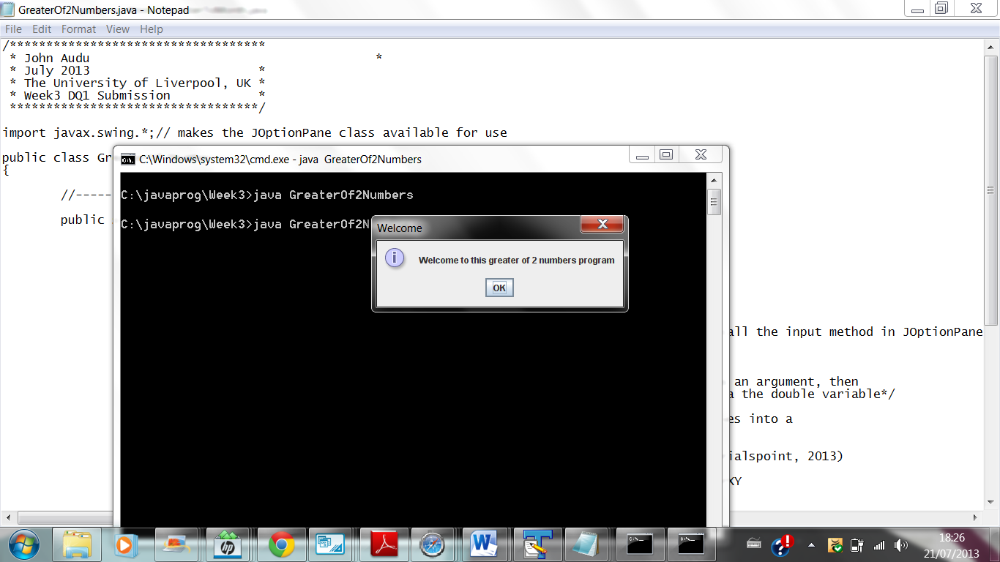 GreaterOf2Numbers.java - Notepad
File Edit Format View Help
/***********************************
* John Audu *
* July 2013 *
* The University of Liverpool, UK *
* Week3 DQ1 Submission *
**********************************/
import javax.swing.*;// makes the JOptionPane class available for use
public class Gr
{
//-----
public
C:\Windows\system32\cmd.exe - java GreaterOf2Numbers
C:\javaprog\Week3>java GreaterOf2Numbers
C:\javaprog\Week3>java GreaterOf2N
Welcome
Welcome to this greater of 2 numbers program
OK
all the input method in JOptionPane
an argument, then
a the double variable*/
es into a
ialspoint, 2013)
XY
18:26
21/07/2013